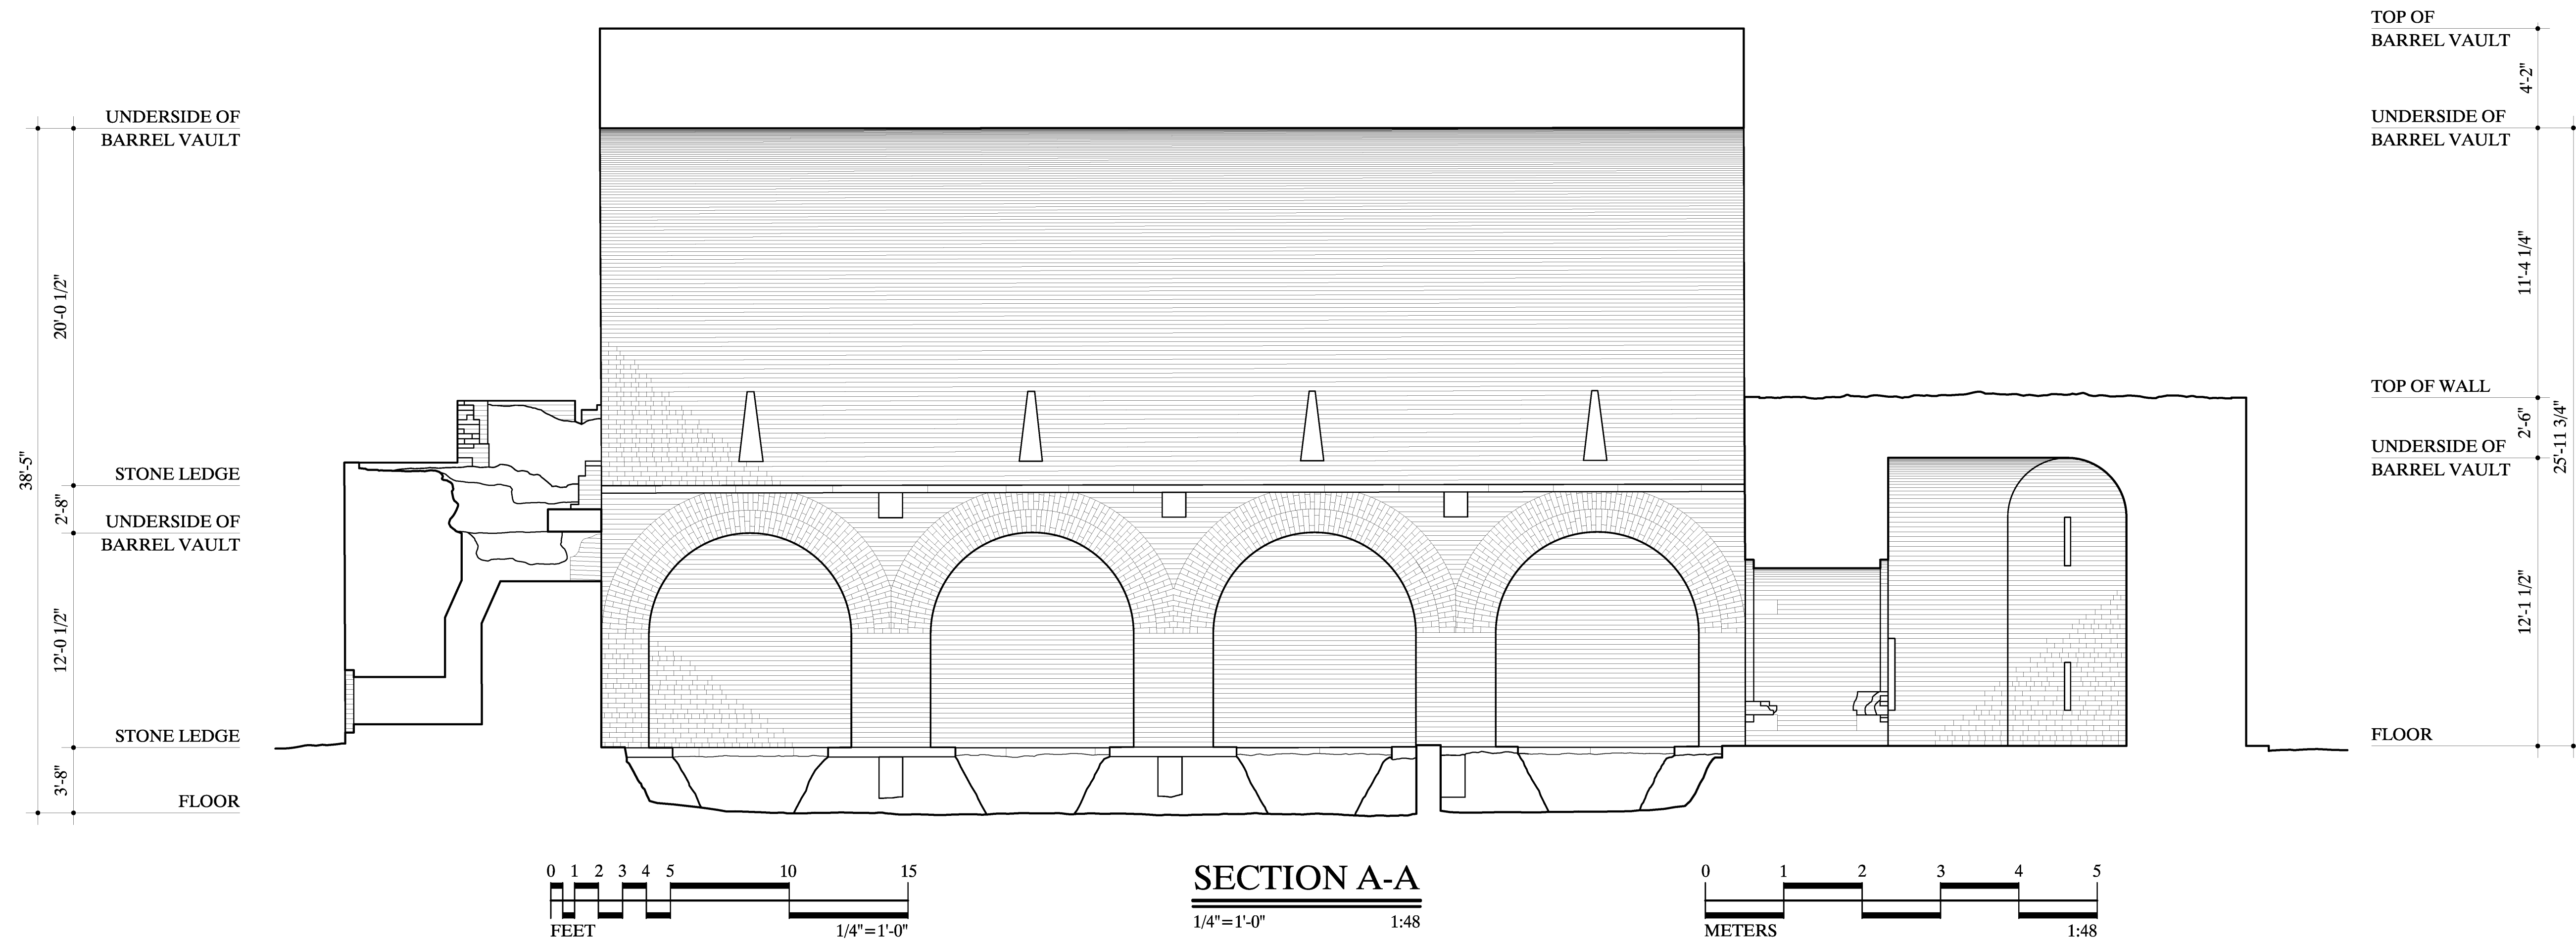 TOP OF
BARREL VAULT
4'-2"
UNDERSIDE OF
BARREL VAULT
UNDERSIDE OF
BARREL VAULT
20'-0 1/2"
11'-4 1/4"
TOP OF WALL
2'-6"
25'-11 3/4"
38'-5"
STONE LEDGE
UNDERSIDE OF
BARREL VAULT
2'-8"
UNDERSIDE OF
BARREL VAULT
12'-0 1/2"
12'-1 1/2"
STONE LEDGE
FLOOR
3'-8"
FLOOR
0 1 2 3 4 5 10 15
FEET 1/4"=1'-0"
SECTION A-A
1/4"=1'-0" 1:48
0 1 2 3 4 5
METERS 1:48